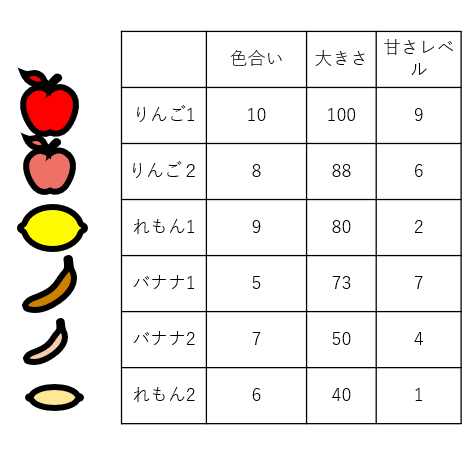 色合い 大きさ 甘さレベ
ル
りんご1 10 100 9
りんご２ 8 88 6
れもん1 9 80 2
バナナ1 5 73 7
バナナ2 7 50 4
れもん2 6 40 1